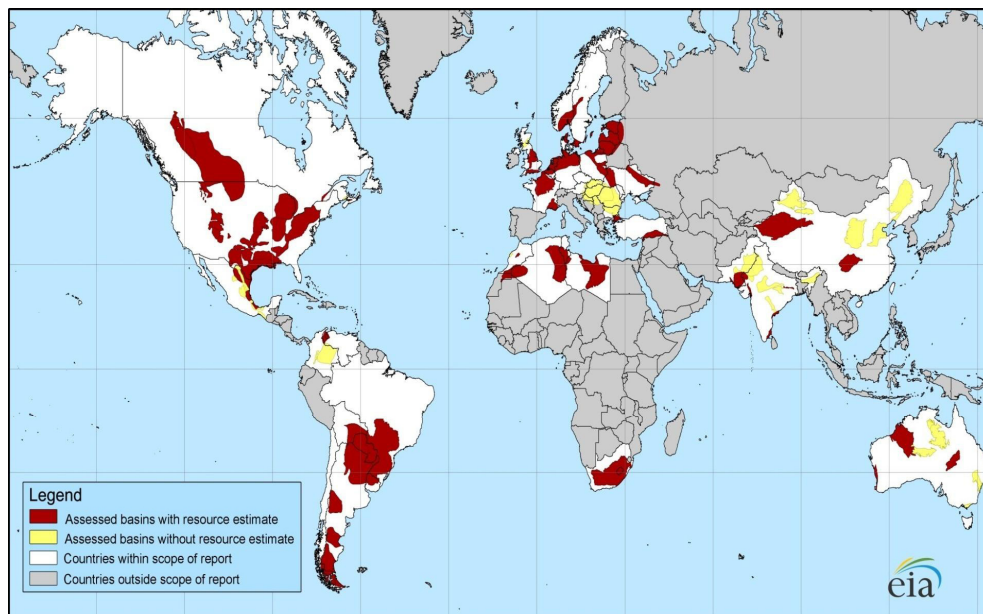 Legend
Assessed basins with resource estimate
Assessed basins without resource estimate
Countries within scope of report
Countries outside scope of report
eia